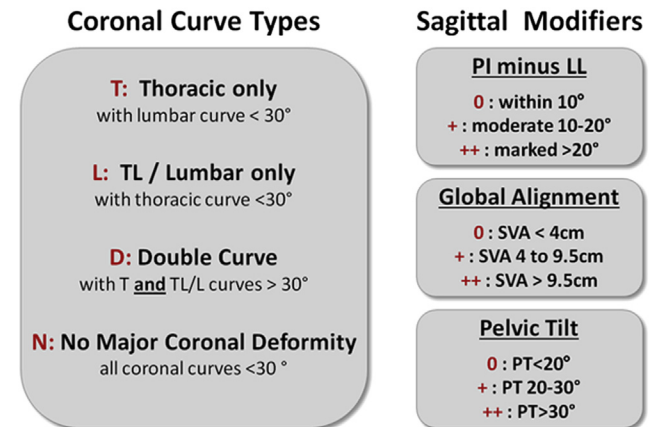 Coronal Curve Types
T: Thoracic only
with lumbar curve < 30°
L: TL / Lumbar only
with thoracic curve <30°
D: Double Curve
with T and TL/L curves > 30°
N: No Major Coronal Deformity
all coronal curves <30 °
Sagittal Modifiers
PI minus LL
0 : within 10°
+ : moderate 10-20°
++ : marked >20°
Global Alignment
0 : SVA < 4cm
+ : SVA 4 to 9.5cm
++ : SVA > 9.5cm
Pelvic Tilt
0 : PT<20°
+ : PT 20-30°
++ : PT>30°